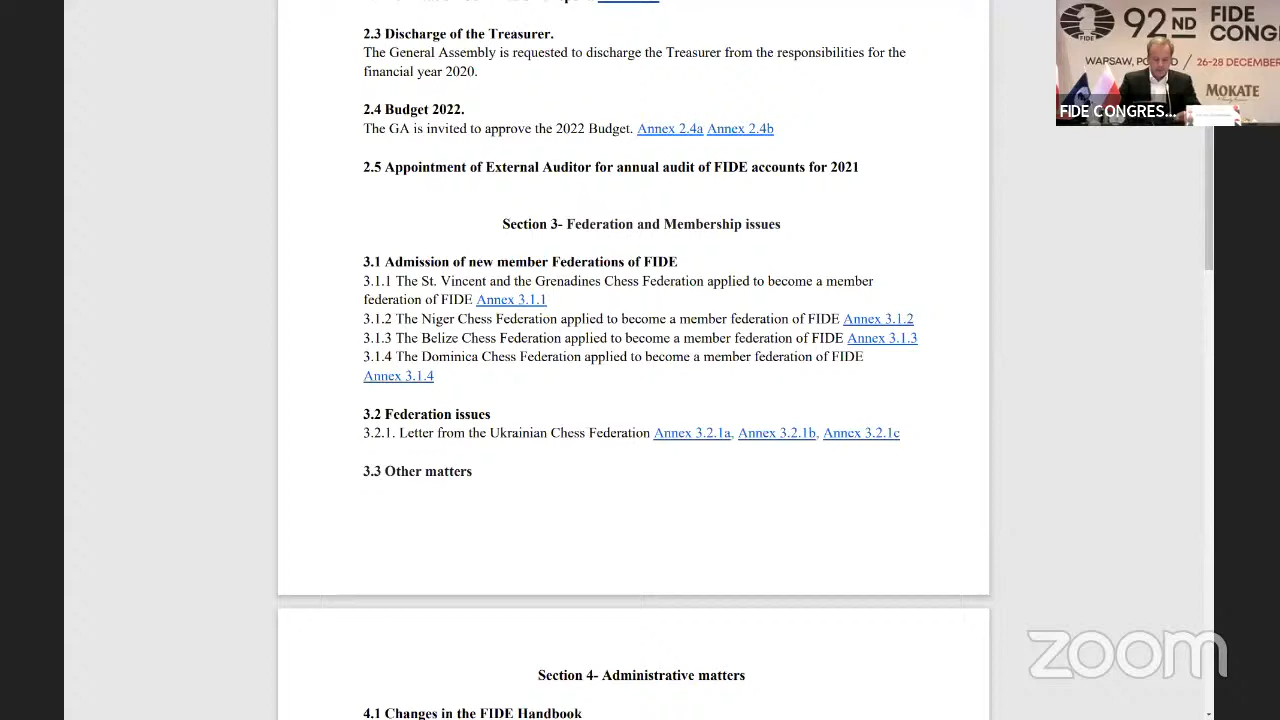 2.3 Discharge of the Treasurer.
The General Assembly is requested to discharge the Treasurer from the responsibilities for the
financial year 2020.
2.4 Budget 2022.
The GA is invited to approve the 2022 Budget. Annex 2.4a Annex 2.4b
2.5 Appointment of External Auditor for annual audit of FIDE accounts for 2021
Section 3- Federation and Membership issues
3.1 Admission of new member Federations of FIDE
3.1.1 The St. Vincent and the Grenadines Chess Federation applied to become a member
federation of FIDE Annex 3.1.1
3.1.2 The Niger Chess Federation applied to become a member federation of FIDE Annex 3.1.2
3.1.3 The Belize Chess Federation applied to become a member federation of FIDE Annex 3.1.3
3.1.4 The Dominica Chess Federation applied to become a member federation of FIDE
Annex 3.1.4
3.2 Federation issues
3.2.1. Letter from the Ukrainian Chess Federation Annex 3.2.1a, Annex 3.2.1b, Annex 3.2.1c
3.3 Other matters
Section 4- Administrative matters
4.1 Changes in the FIDE Handbook
FIDE
92ND
FIDE
CONG
/ 26-28 DECEMBER
MOKATE
FIDE CONGRES...
zoom